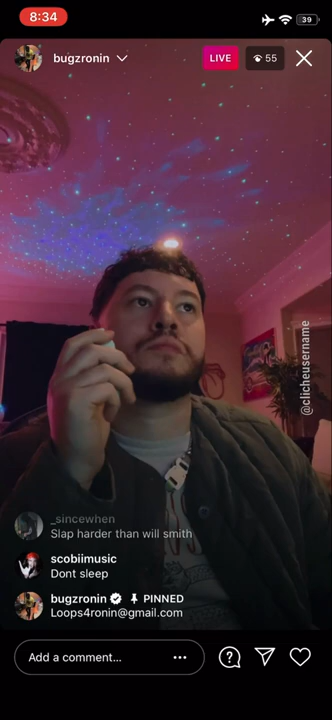 8:34
39
bugzronin
LIVE
55
@clicheusername
_sincewhen
Slap harder than will smith
scobiimusic
Dont sleep
bugzronin PINNED
Loops4ronin@gmail.com
Add a comment...